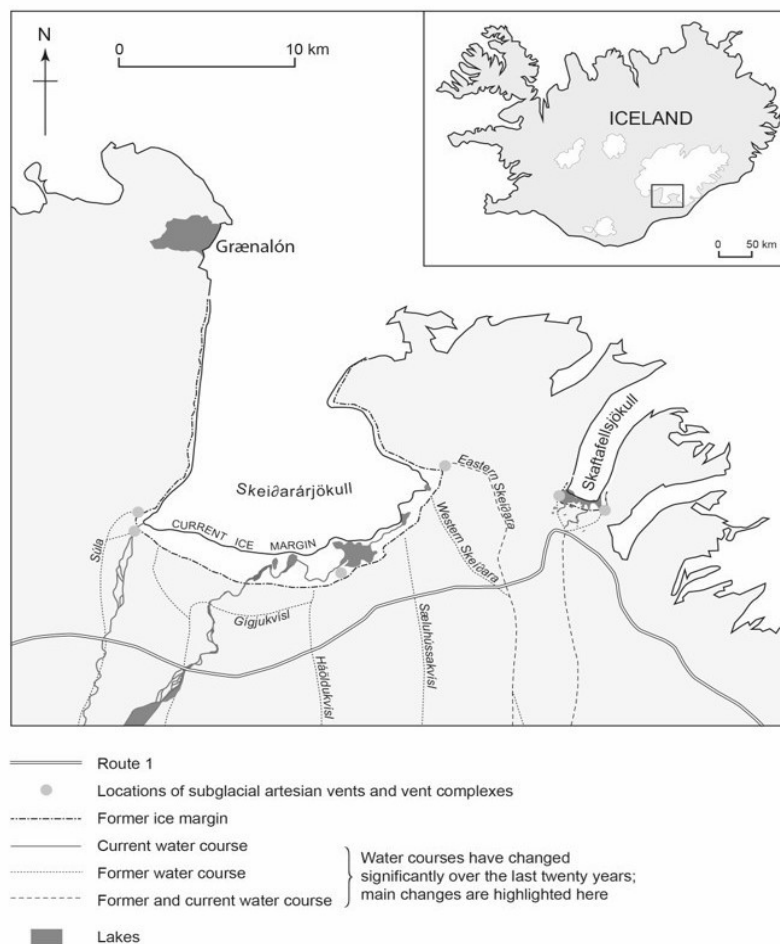 N
0
10 km
ICELAND
0
50 km
Grænalón
Skaftafellsjökull
Skeiðarárjökull
Eastern Skeiðara
Western Skeiðara
CURRENT ICE MARGIN
Súla
Gígjukvísl
Háöldukvísl
Sæluhússakvísl
Route 1
Locations of subglacial artesian vents and vent complexes
Former ice margin
Current water course
Former water course
Former and current water course
Water courses have changed
significantly over the last twenty years;
main changes are highlighted here
Lakes